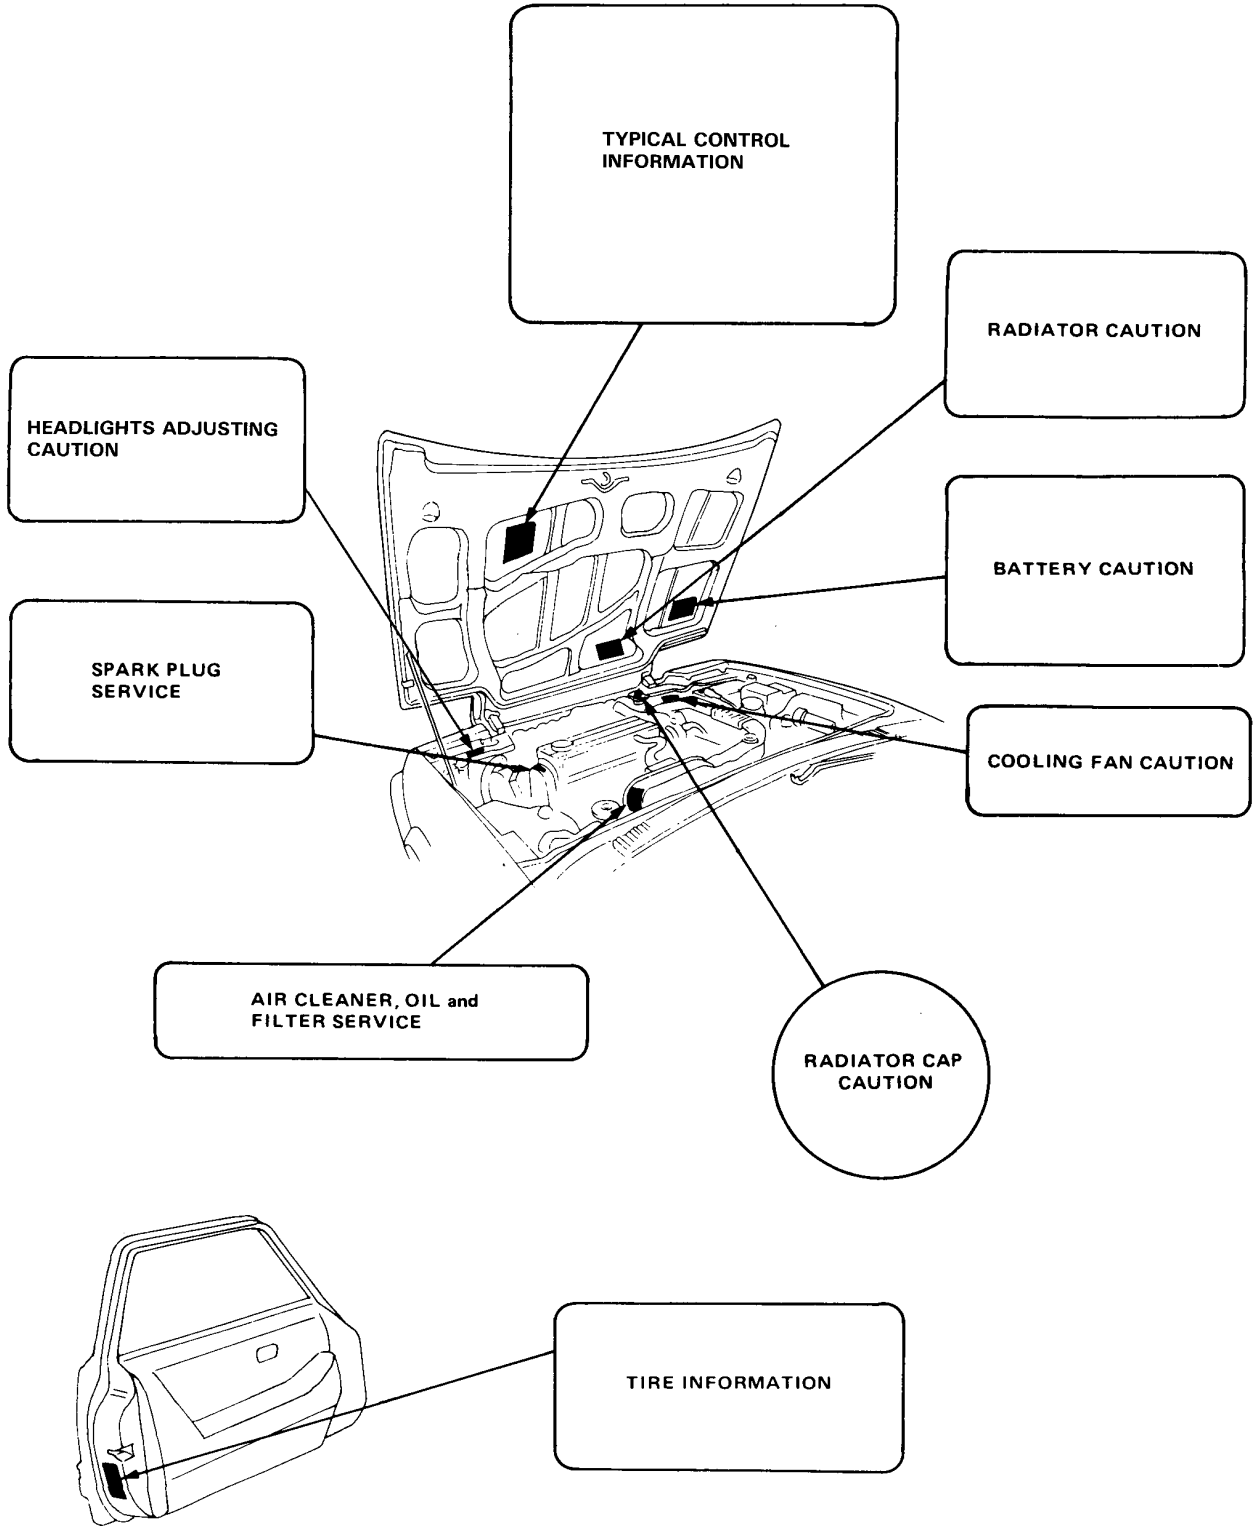 TYPICAL CONTROL
INFORMATION
RADIATOR CAUTION
HEADLIGHTS ADJUSTING
CAUTION
BATTERY CAUTION
SPARK PLUG
SERVICE
COOLING FAN CAUTION
AIR CLEANER, OIL and
FILTER SERVICE
RADIATOR CAP
CAUTION
TIRE INFORMATION